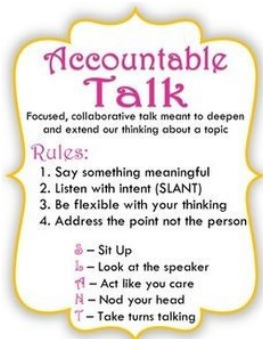 Accountable
Talk
Focused, collaborative talk meant to deepen
and extend our thinking about a topic
Rules:
1. Say something meaningful
2. Listen with intent (SLANT)
3. Be flexible with your thinking
4. Address the point not the person
S – Sit Up
L – Look at the speaker
A – Act like you care
N – Nod your head
T – Take turns talking